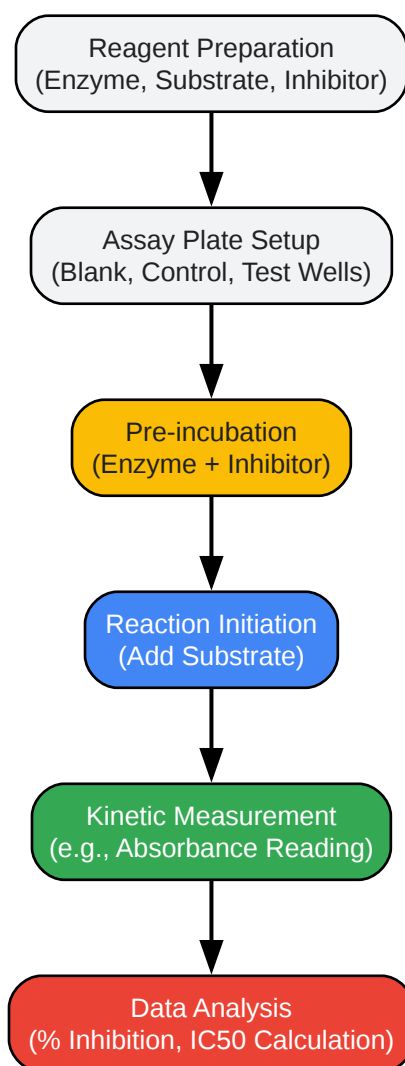 Reagent Preparation
(Enzyme, Substrate, Inhibitor)
Assay Plate Setup
(Blank, Control, Test Wells)
Pre-incubation
(Enzyme + Inhibitor)
Reaction Initiation
(Add Substrate)
Kinetic Measurement
(e.g., Absorbance Reading)
Data Analysis
(% Inhibition, IC50 Calculation)